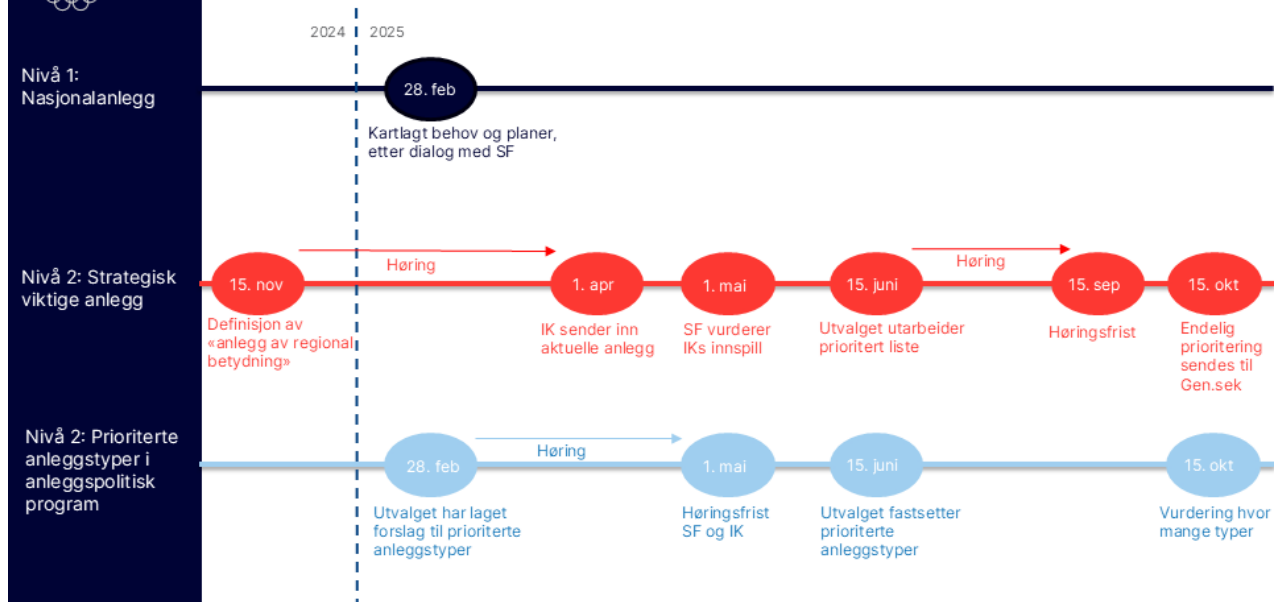 2024
2025
Nivå 1:
Nasjonalanlegg
28. feb
Kartlagt behov og planer,
etter dialog med SF
Nivå 2: Strategisk
viktige anlegg
15. nov
Definisjon av
«anlegg av regional
betydning»
Høring
1. apr
IK sender inn
aktuelle anlegg
1. mai
SF vurderer
IKs innspill
15. juni
Utvalget utarbeider
prioritert liste
Høring
15. sep
Høringsfrist
15. okt
Endelig
prioritering
sendes til
Gen.sek
Nivå 2: Prioriterte
anleggstyper i
anleggspolitisk
program
28. feb
Utvalget har laget
forslag til prioriterte
anleggstyper
Høring
1. mai
Høringsfrist
SF og IK
15. juni
Utvalget fastsetter
prioriterte
anleggstyper
15. okt
Vurdering hvor
mange typer